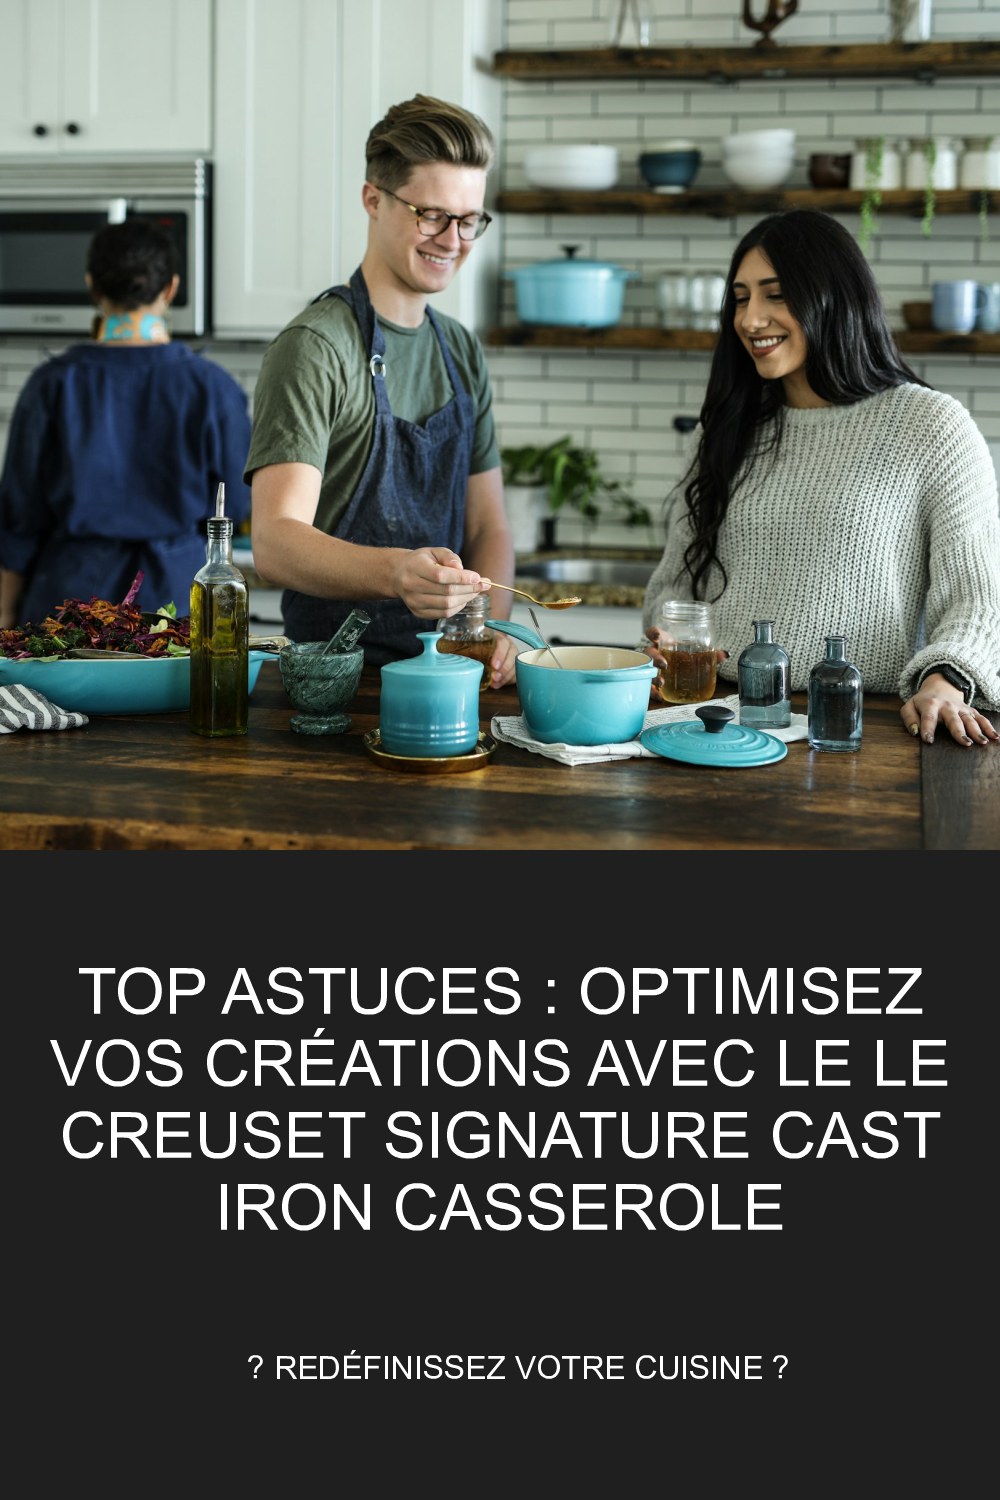 TOP ASTUCES : OPTIMISEZ
VOS CRÉATIONS AVEC LE LE
CREUSET SIGNATURE CAST
IRON CASSEROLE
? REDÉFINISSEZ VOTRE CUISINE ?